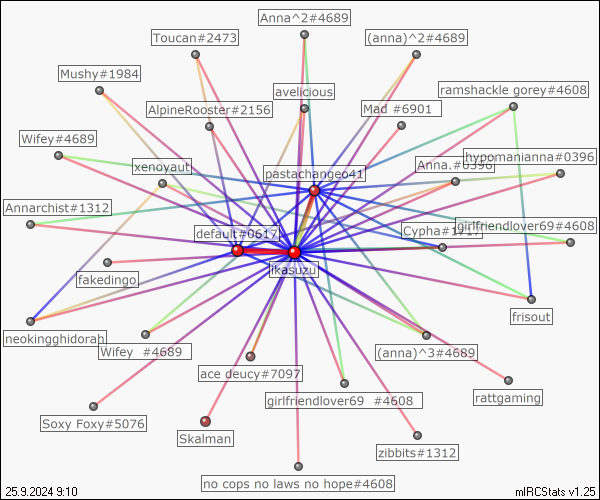 Anna^2#4689
Toucan#2473
(anna)^2#4689
Mushy#1984
avelicious
ramshackle gorey#4608
AlpineRooster#2156
Mad #6901
Wifey#4689
xenoyaut
pastachangeo41
Anna.#0396
hypomanianna#0396
Annarchist#1312
default#0617
Cypha#1
girlfriendlover69#4608
ikasuzu
fakedingo
frisout
neokingghidorah
Wifey #4689
(anna)^3#4689
ace deucy#7097
rattgaming
girlfriendlover69 #4608
Soxy Foxy#5076
Skalman
zibbits#1312
no cops no laws no hope#4608
25.9.2024 9:10
mIRCStats v1.25